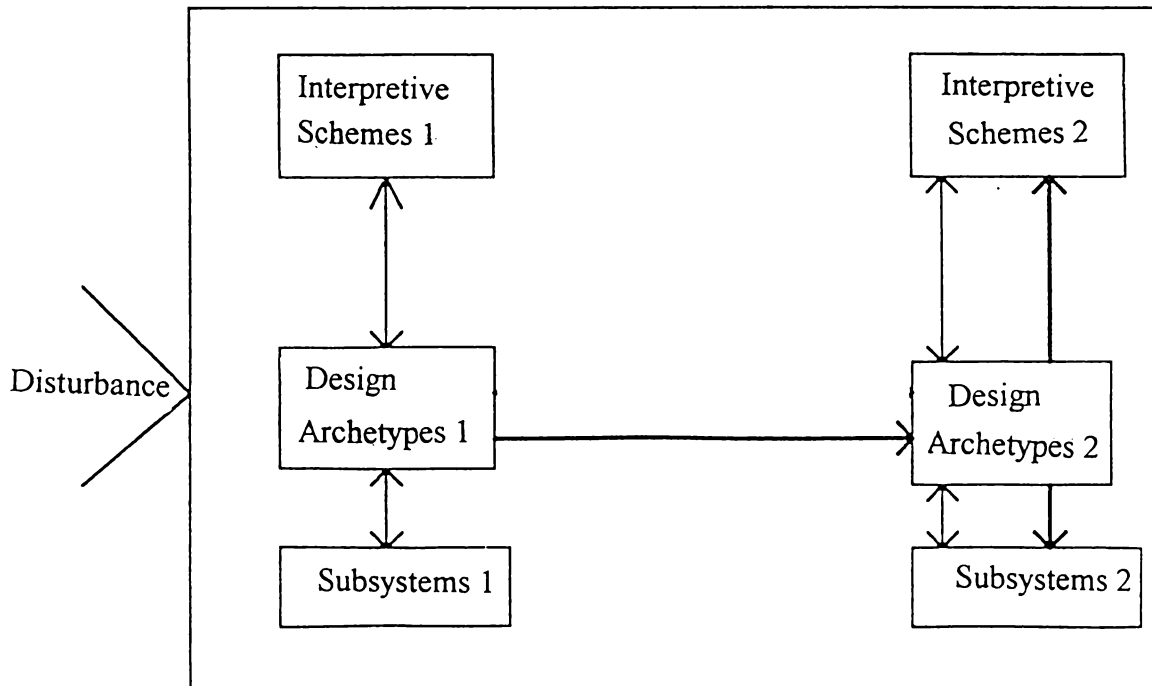 Interpretive
Schemes 1
Interpretive
Schemes 2
Disturbance
Design
Archetypes 1
Design
Archetypes 2
Subsystems 1
Subsystems 2